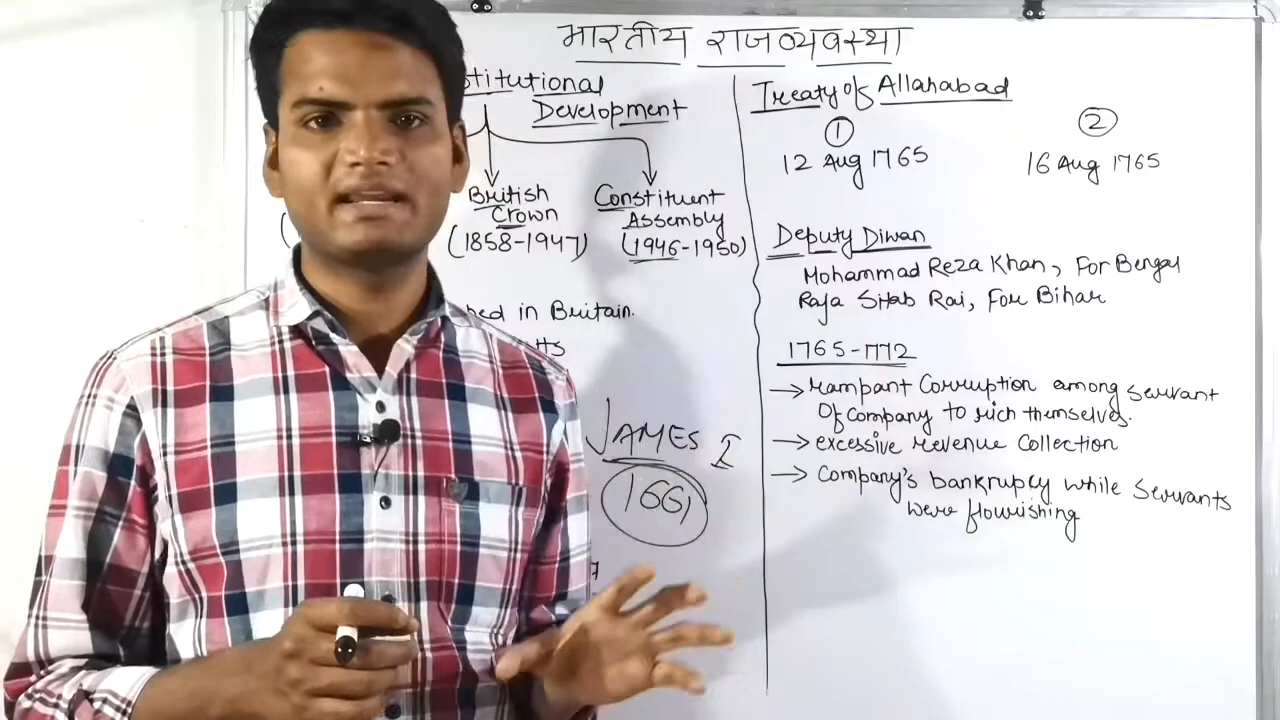 भारतीय राजव्यवस्था
stitutional
Development
British
Crown
(1858-1947)
Constituent
Assembly
(1946-1950)
hed in Britain.
JAMES I
1661
Treaty of Allahabad
1
12 Aug 1765
2
16 Aug 1765
Deputy Diwan
Mohammad Reza Khan, For Bengal
Raja Sitab Rai, For Bihar
1765-1772
→ rampant Corruption among servant
Of Company to rich themselves.
→ excessive revenue Collection
→ Company's bankrupcy while Servants
were flourishing